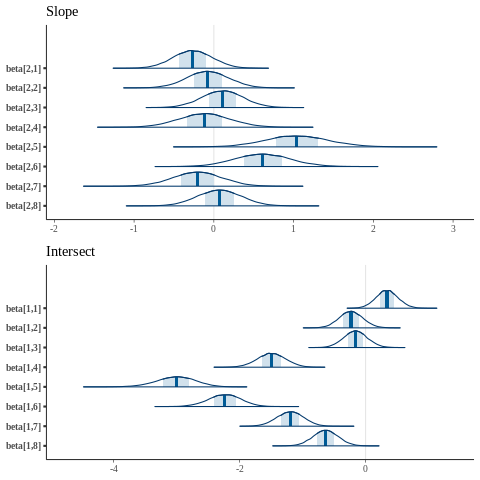 Slope
beta[2,1]
beta[2,2]
beta[2,3]
beta[2,4]
beta[2,5]
beta[2,6]
beta[2,7]
beta[2,8]
-2 -1 0 1 2 3
Intersect
beta[1,1]
beta[1,2]
beta[1,3]
beta[1,4]
beta[1,5]
beta[1,6]
beta[1,7]
beta[1,8]
-4 -2 0